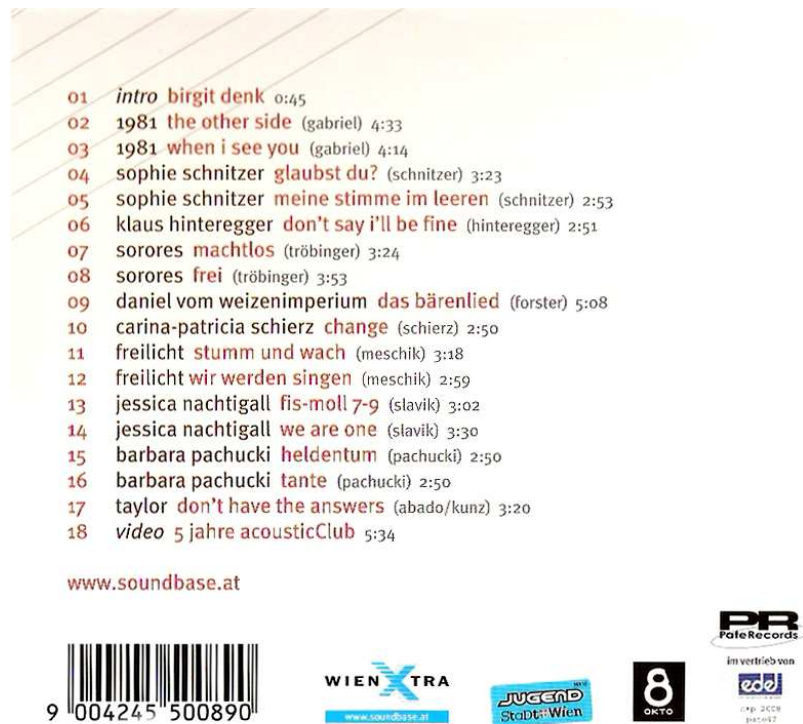 01 intro birgit denk 0:45
02 1981 the other side (gabriel) 4:33
03 1981 when i see you (gabriel) 4:14
04 sophie schnitzer glaubst du? (schnitzer) 3:23
05 sophie schnitzer meine stimme im leeren (schnitzer) 2:53
06 klaus hinteregger don't say i'll be fine (hinteregger) 2:51
07 sorores machtlos (tröbinger) 3:24
08 sorores frei (tröbinger) 3:53
09 daniel vom weizenimperium das bärenlied (forster) 5:08
10 carina-patricia schierz change (schierz) 2:50
11 freilicht stumm und wach (meschik) 3:18
12 freilicht wir werden singen (meschik) 2:59
13 jessica nachtigall fis-moll 7-9 (slavik) 3:02
14 jessica nachtigall we are one (slavik) 3:30
15 barbara pachucki heldentum (pachucki) 2:50
16 barbara pachucki tante (pachucki) 2:50
17 taylor don't have the answers (abado/kunz) 3:20
18 video 5 jahre acousticClub 5:34
www.soundbase.at
9 004245 500890
WIEN XTRA
www.soundbase.at
JUGEND
StaDt Wien
8
OKTO
PR
PateRecords
im vertrieb von
edel